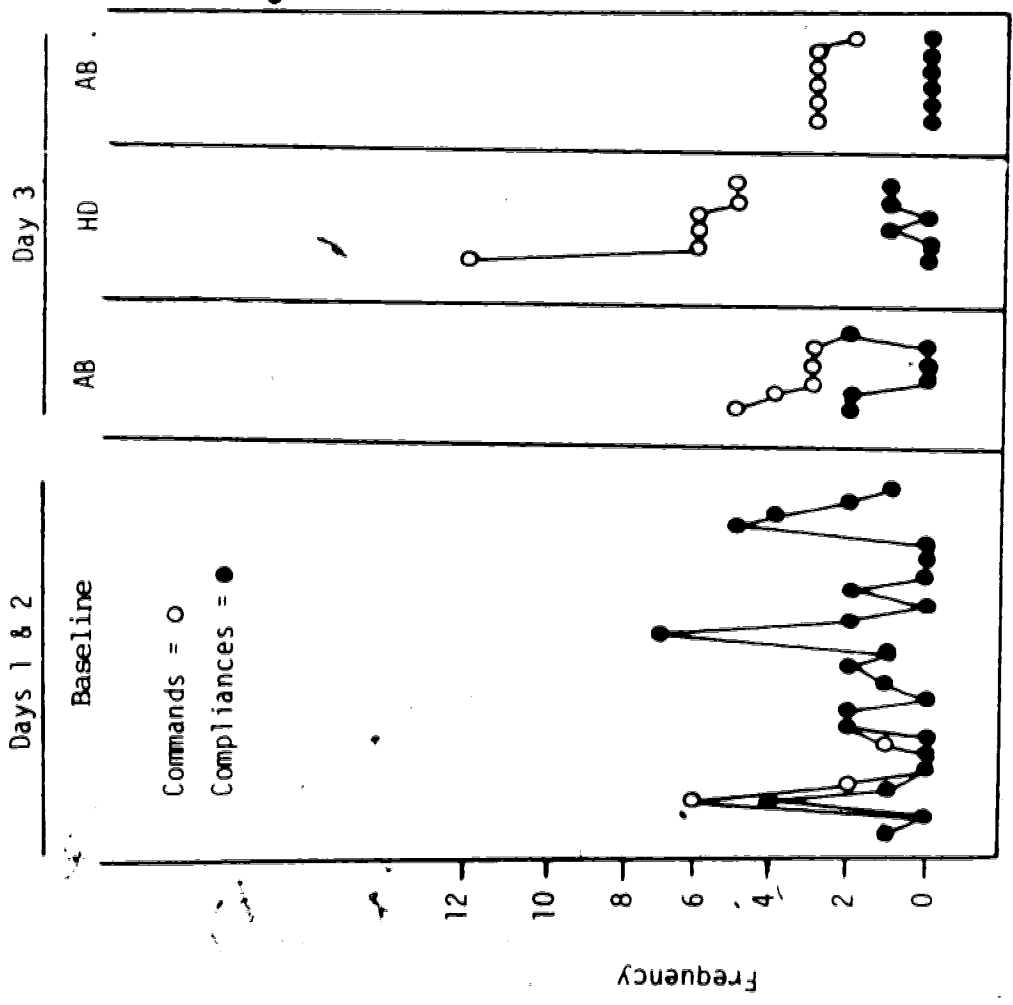 Days 1 & 2
Day 3
Baseline
AB
HD
AB
Commands = O
Compliances = ●
Frequency
12
10
8
6
4
2
0